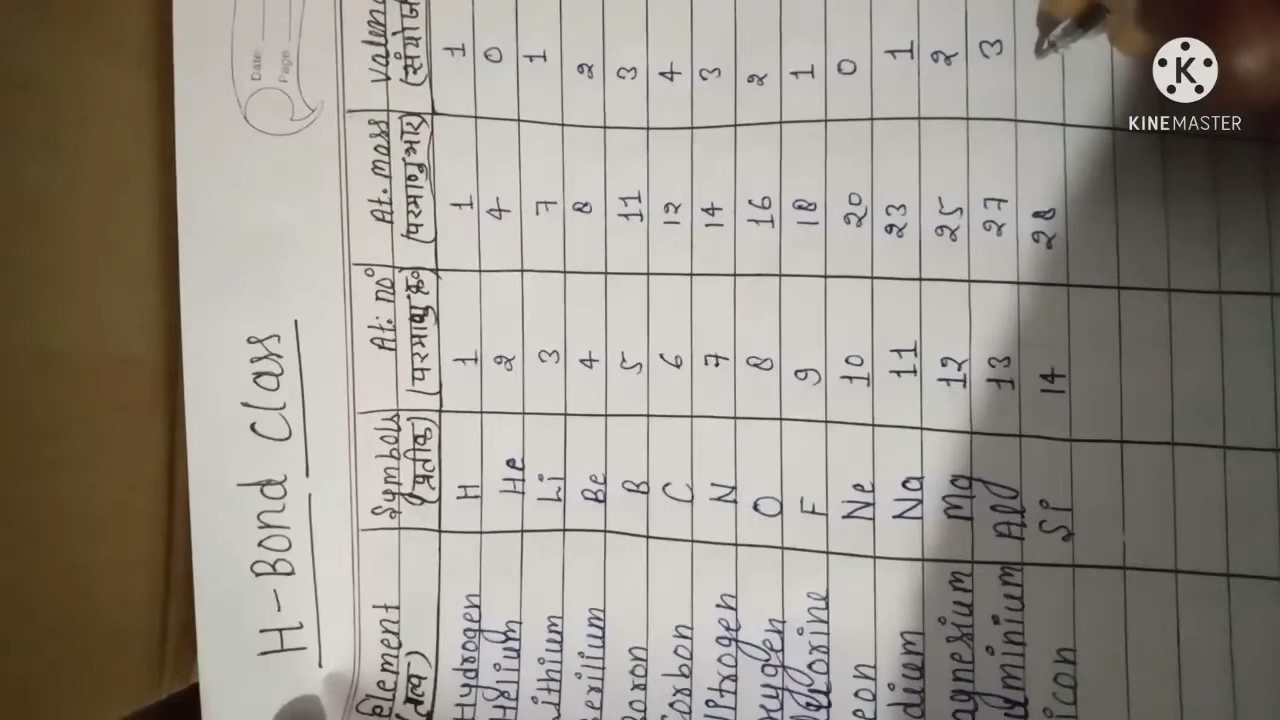 H-Bond Class
Date:
Page
Element Symbols At. no At. mass Valen
(तत्व) (प्रतीक) (परमाणु क्र० (परमाणु भार) (संयोज
Hydrogen H 1 1 1
Helium He 2 4 0
Lithium Li 3 7 1
Berilium Be 4 8 2
Boron B 5 11 3
Carbon C 6 12 4
Nitrogen N 7 14 3
oxygen O 8 16 2
F 9 18 1
eon Ne 10 20 0
dium Na 11 23 1
agnesium Mg 12 25 2
uminium Al 13 27 3
icon Si 14 28
K
KINEMASTER